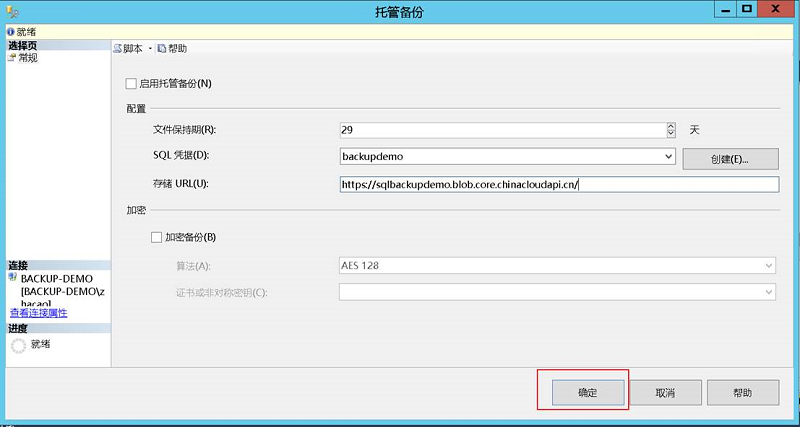 托管备份
就绪
选择页
常规
脚本
帮助
启用托管备份(N)
配置
文件保持期(R):
29
天
SQL 凭据(D):
backupdemo
创建(E)...
存储 URL(U):
https://sqlbackupdemo.blob.core.chinacloudapi.cn/
加密
加密备份(B)
算法(A):
AES 128
证书或非对称密钥(C):
连接
BACKUP-DEMO
[BACKUP-DEMO\z
hacao]
查看连接属性
进度
就绪
确定
取消
帮助